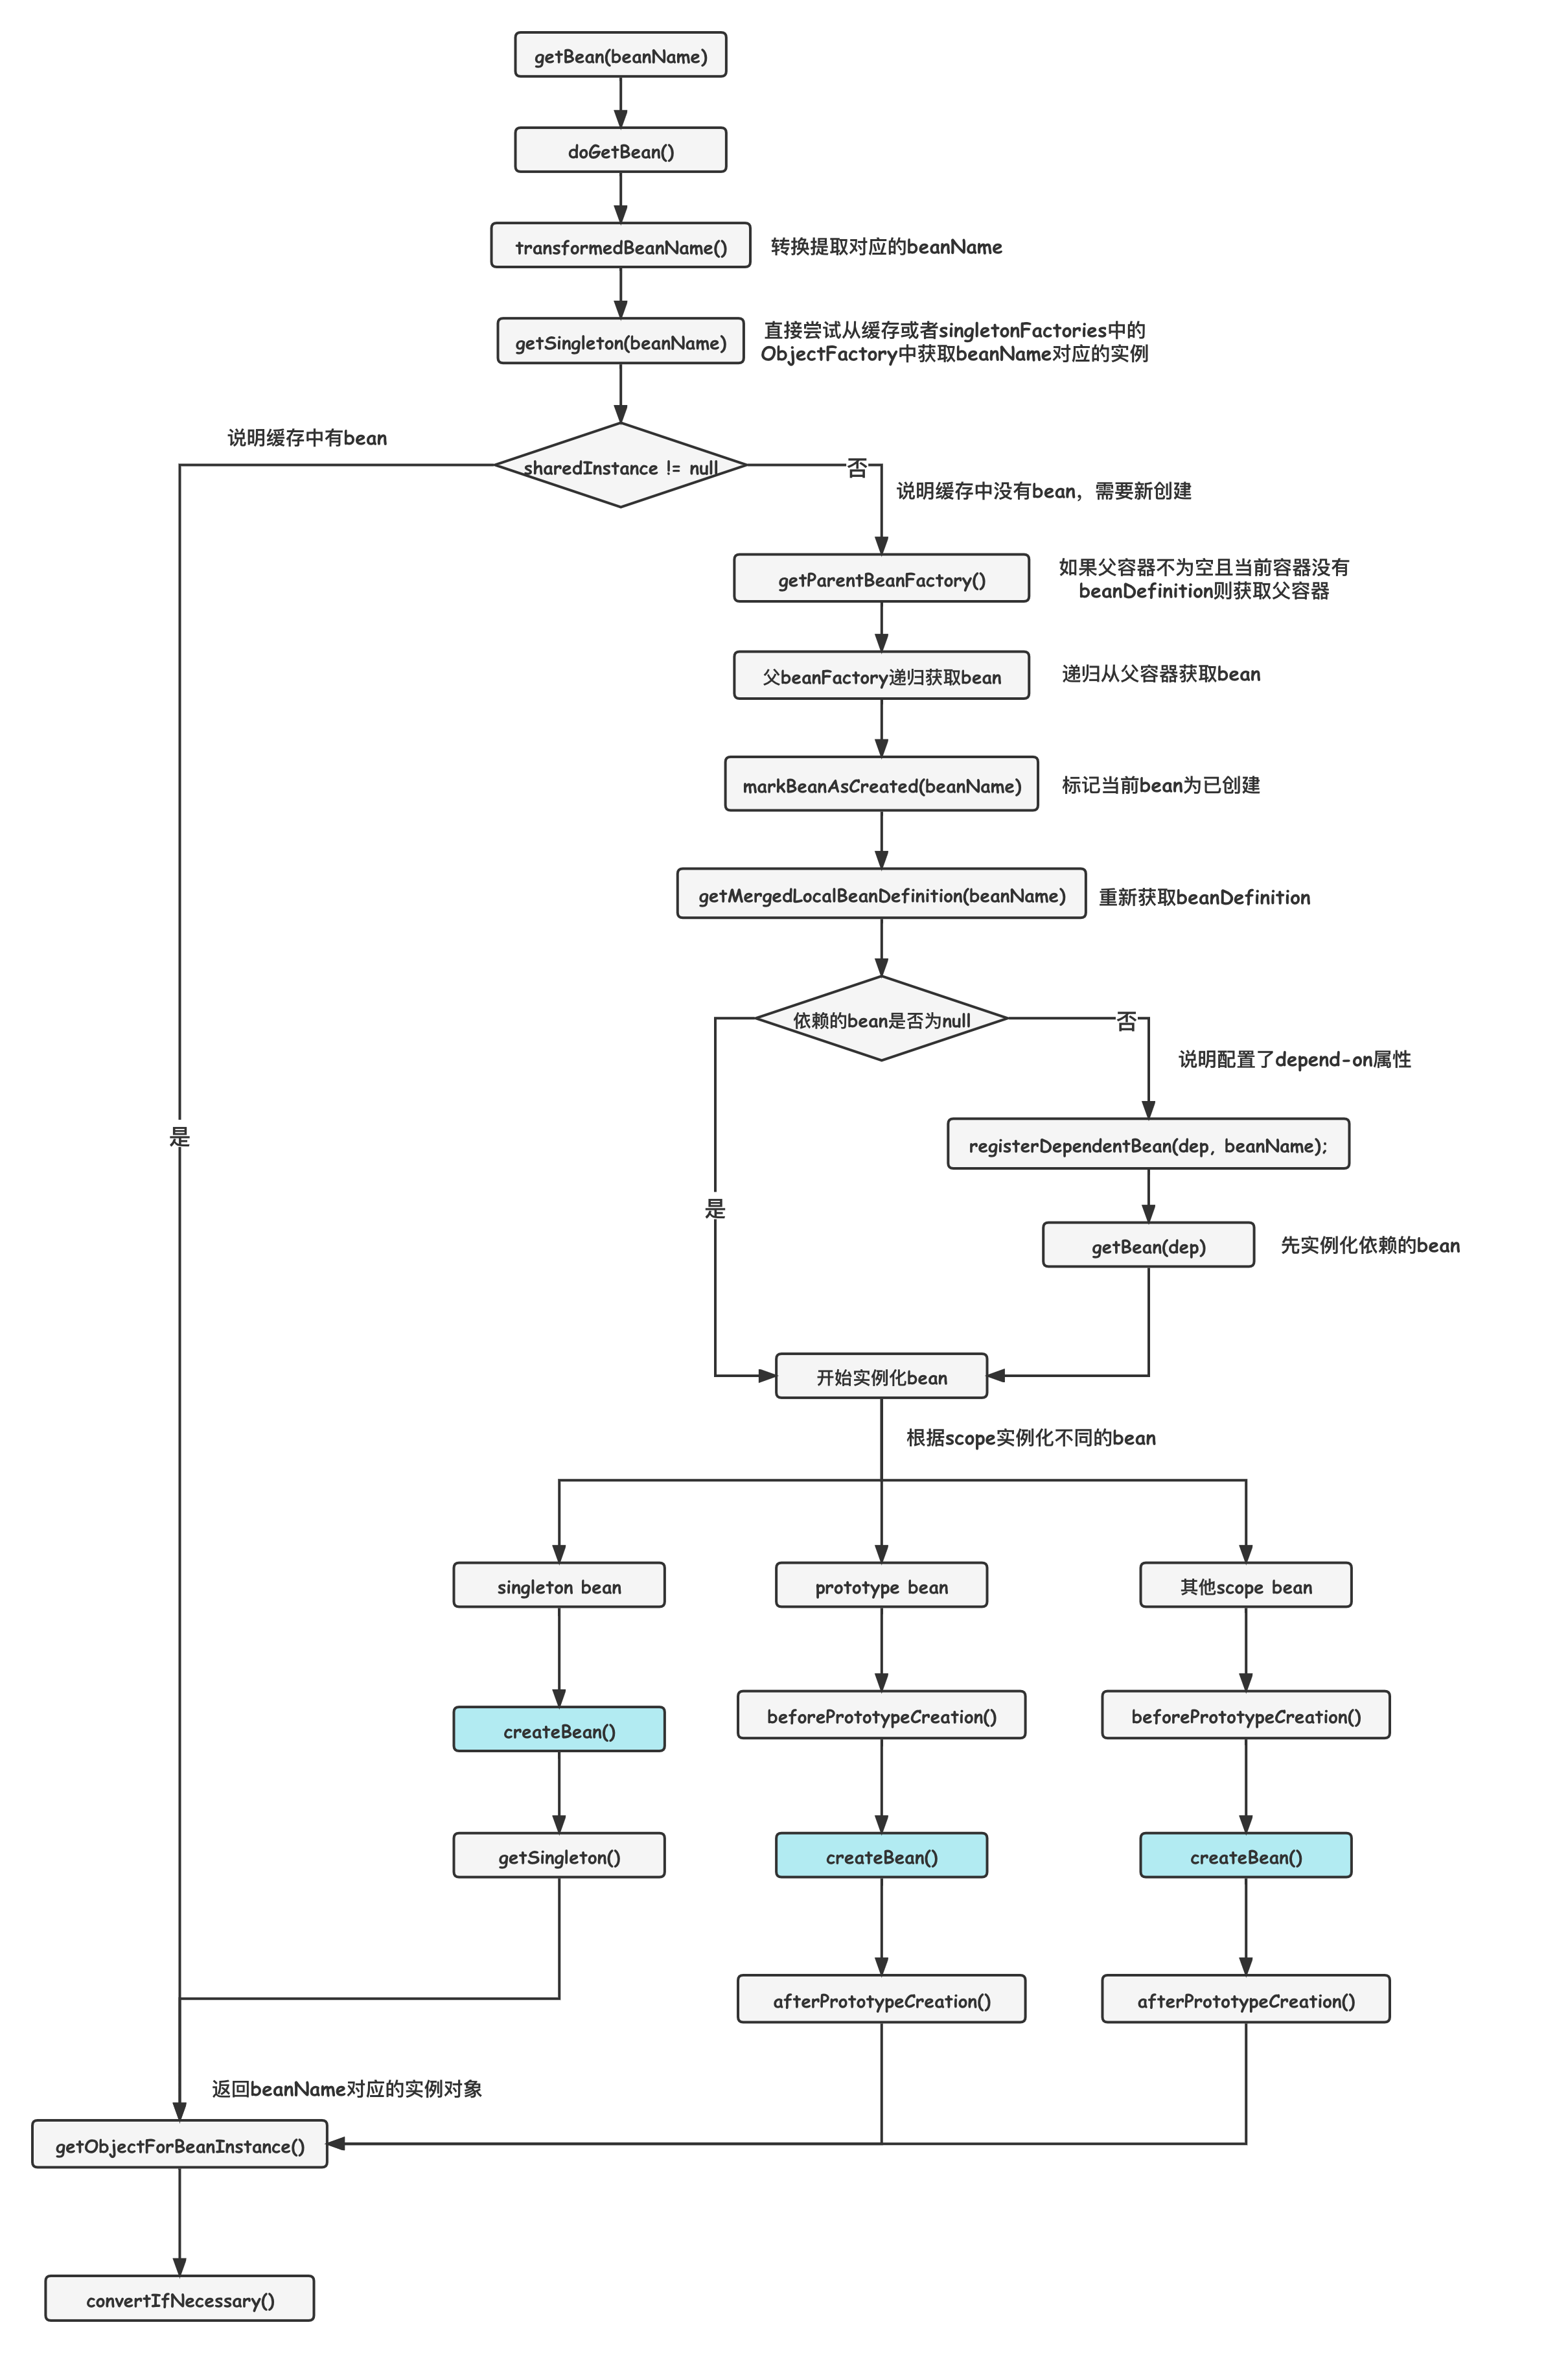 getBean(beanName)
doGetBean()
transformedBeanName()
转换提取对应的beanName
getSingleton(beanName)
直接尝试从缓存或者singletonFactories中的
ObjectFactory中获取beanName对应的实例
说明缓存中有bean
sharedInstance != null
否
说明缓存中没有bean，需要新创建
getParentBeanFactory()
如果父容器不为空且当前容器没有
beanDefinition则获取父容器
父beanFactory递归获取bean
递归从父容器获取bean
markBeanAsCreated(beanName)
标记当前bean为已创建
getMergedLocalBeanDefinition(beanName)
重新获取beanDefinition
依赖的bean是否为null
否
说明配置了depend-on属性
是
registerDependentBean(dep, beanName);
是
getBean(dep)
先实例化依赖的bean
开始实例化bean
根据scope实例化不同的bean
singleton bean
prototype bean
其他scope bean
createBean()
beforePrototypeCreation()
beforePrototypeCreation()
getSingleton()
createBean()
createBean()
afterPrototypeCreation()
afterPrototypeCreation()
返回beanName对应的实例对象
getObjectForBeanInstance()
convertIfNecessary()